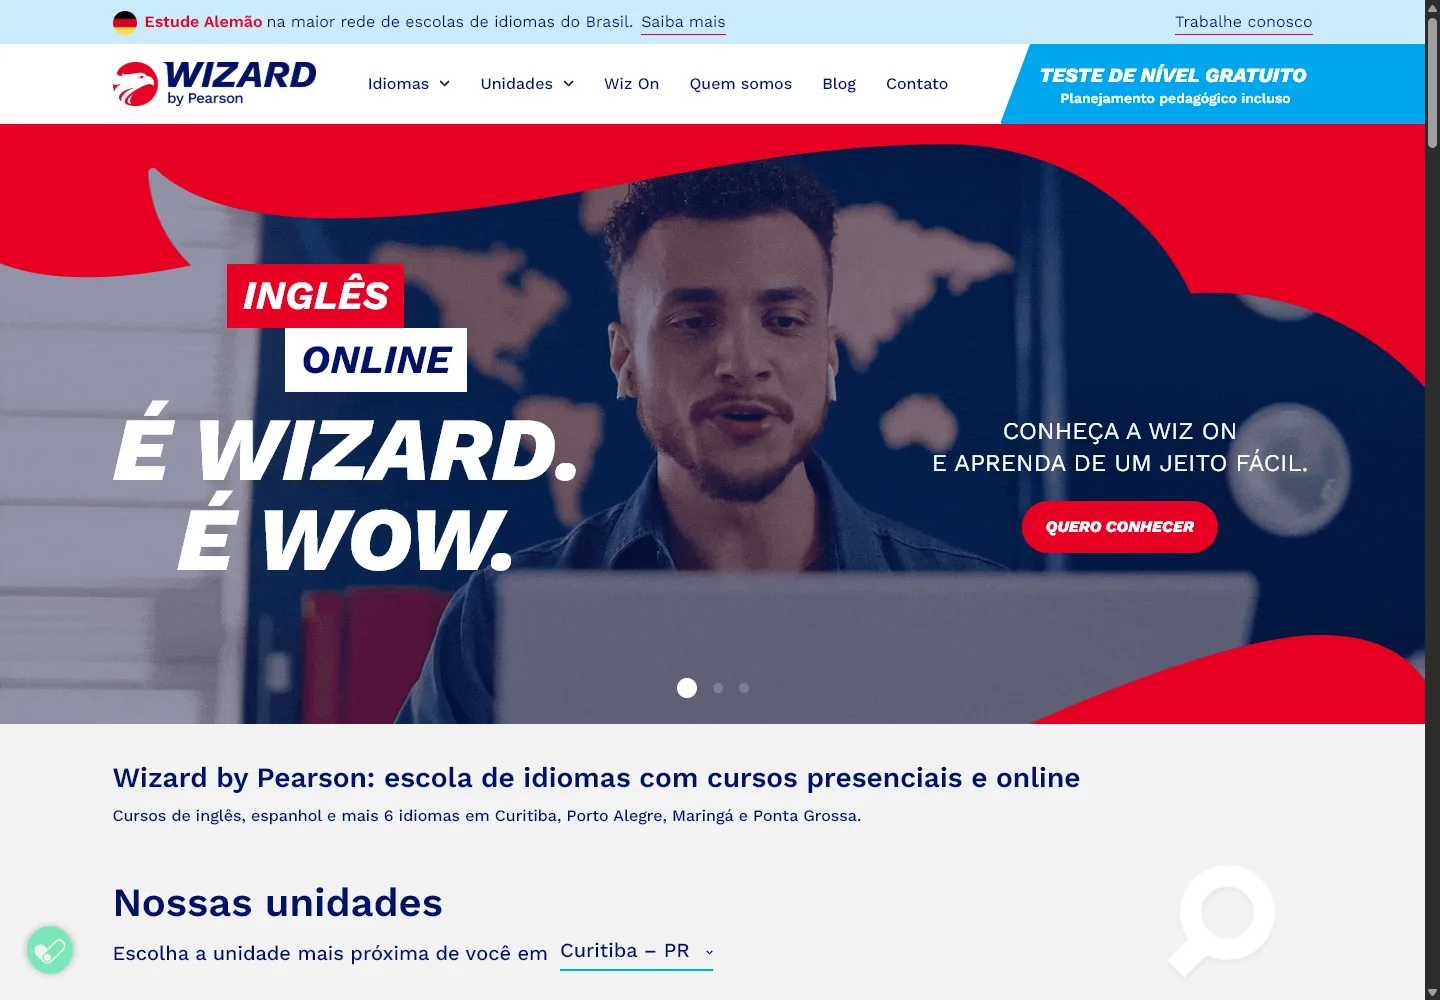 Estude Alemão na maior rede de escolas de idiomas do Brasil. Saiba mais
Trabalhe conosco
WIZARD
by Pearson
Idiomas
Unidades
Wiz On
Quem somos
Blog
Contato
TESTE DE NÍVEL GRATUITO
Planejamento pedagógico incluso
INGLÊS
ONLINE
É WIZARD.
É WOW.
CONHEÇA A WIZ ON
E APRENDA DE UM JEITO FÁCIL.
QUERO CONHECER
Wizard by Pearson: escola de idiomas com cursos presenciais e online
Cursos de inglês, espanhol e mais 6 idiomas em Curitiba, Porto Alegre, Maringá e Ponta Grossa.
Nossas unidades
Escolha a unidade mais próxima de você em Curitiba – PR